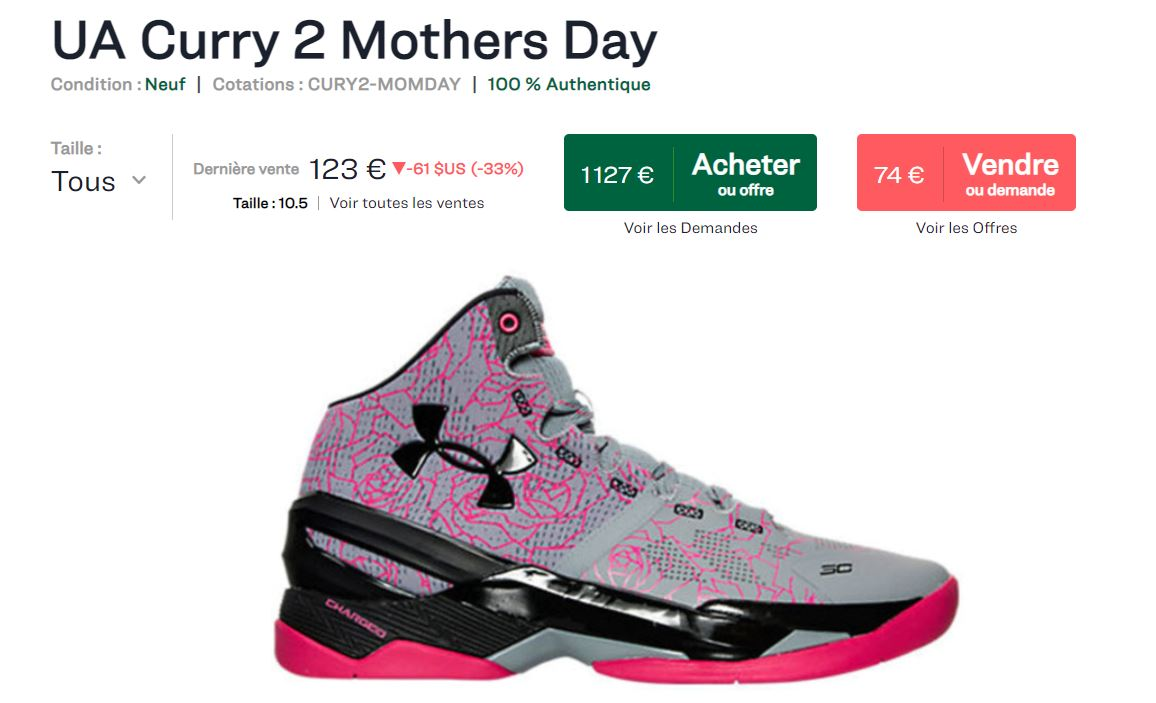 UA Curry 2 Mothers Day
Condition : Neuf | Cotations : CURY2-MOMDAY | 100 % Authentique
Taille :
Tous
Dernière vente 123 € ▼-61 $US (-33%)
Taille : 10.5 | Voir toutes les ventes
1127 €
Acheter
ou offre
Voir les Demandes
74 €
Vendre
ou demande
Voir les Offres
SC
CHARGED